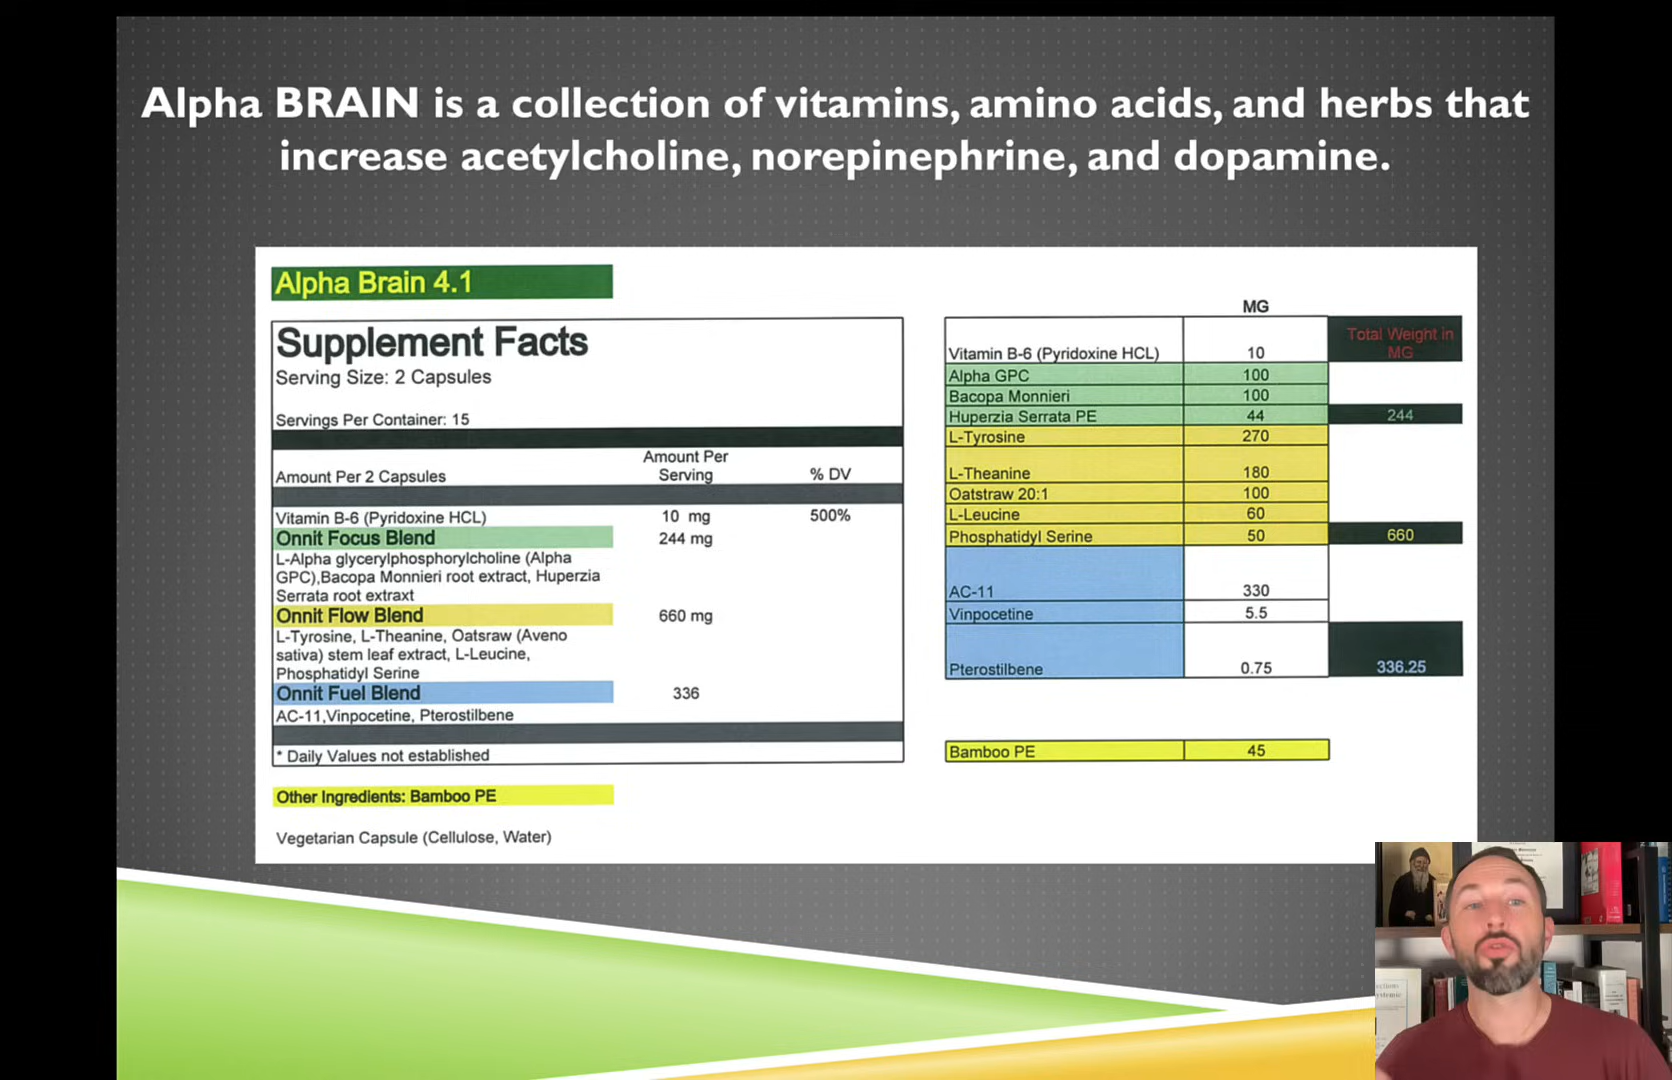 Alpha BRAIN is a collection of vitamins, amino acids, and herbs that
increase acetylcholine, norepinephrine, and dopamine.
Alpha Brain 4.1
Supplement Facts
Serving Size: 2 Capsules
Servings Per Container: 15
Amount Per 2 Capsules Amount Per Serving % DV
Vitamin B-6 (Pyridoxine HCL) 10 mg 500%
Onnit Focus Blend 244 mg
L-Alpha glycerylphosphorylcholine (Alpha
GPC),Bacopa Monnieri root extract, Huperzia
Serrata root extraxt
Onnit Flow Blend 660 mg
L-Tyrosine, L-Theanine, Oatsraw (Aveno
sativa) stem leaf extract, L-Leucine,
Phosphatidyl Serine
Onnit Fuel Blend 336
AC-11,Vinpocetine, Pterostilbene
* Daily Values not established
Other Ingredients: Bamboo PE
Vegetarian Capsule (Cellulose, Water)
MG
Total Weight in
MG
Vitamin B-6 (Pyridoxine HCL) 10
Alpha GPC 100
Bacopa Monnieri 100
Huperzia Serrata PE 44 244
L-Tyrosine 270
L-Theanine 180
Oatstraw 20:1 100
L-Leucine 60
Phosphatidyl Serine 50 660
AC-11 330
Vinpocetine 5.5
Pterostilbene 0.75 336.25
Bamboo PE 45